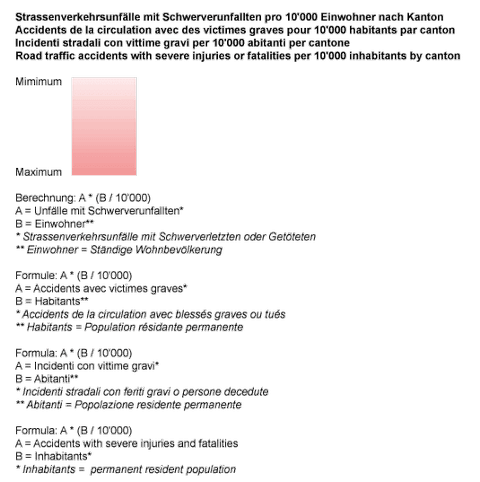 Strassenverkehrsunfälle mit Schwerverunfallten pro 10'000 Einwohner nach Kanton
Accidents de la circulation avec des victimes graves pour 10'000 habitants par canton
Incidenti stradali con vittime gravi per 10'000 abitanti per cantone
Road traffic accidents with severe injuries or fatalities per 10'000 inhabitants by canton
Mimimum
Maximum
Berechnung: A * (B / 10'000)
A = Unfälle mit Schwerverunfallten*
B = Einwohner**
* Strassenverkehrsunfälle mit Schwerverletzten oder Getöteten
** Einwohner = Ständige Wohnbevölkerung
Formule: A * (B / 10'000)
A = Accidents avec victimes graves*
B = Habitants**
* Accidents de la circulation avec blessés graves ou tués
** Habitants = Population résidante permanente
Formula: A * (B / 10'000)
A = Incidenti con vittime gravi*
B = Abitanti**
* Incidenti stradali con feriti gravi o persone decedute
** Abitanti = Popolazione residente permanente
Formula: A * (B / 10'000)
A = Accidents with severe injuries and fatalities
B = Inhabitants*
* Inhabitants = permanent resident population